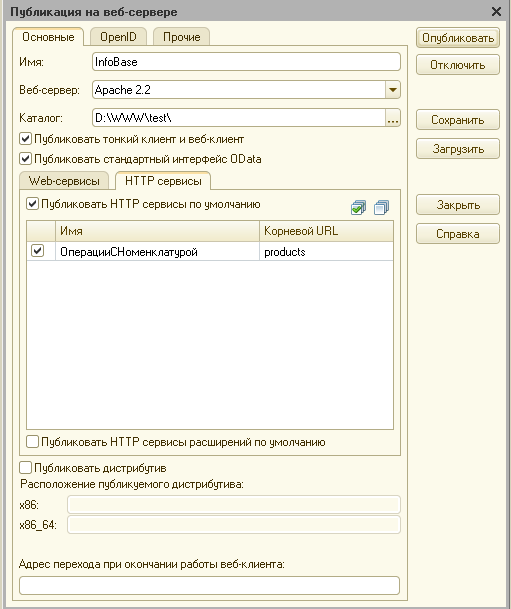 Публикация на веб-сервере
Основные OpenID Прочие
Опубликовать
Имя: InfoBase
Отключить
Веб-сервер: Apache 2.2
Каталог: D:\WWW\test\ ...
Сохранить
Публиковать тонкий клиент и веб-клиент
Загрузить
Публиковать стандартный интерфейс OData
Web-сервисы HTTP сервисы
Публиковать HTTP сервисы по умолчанию
Закрыть
Имя Корневой URL
Справка
ОперацииСНоменклатурой products
Публиковать HTTP сервисы расширений по умолчанию
Публиковать дистрибутив
Расположение публикуемого дистрибутива:
x86:
x86_64:
Адрес перехода при окончании работы веб-клиента: